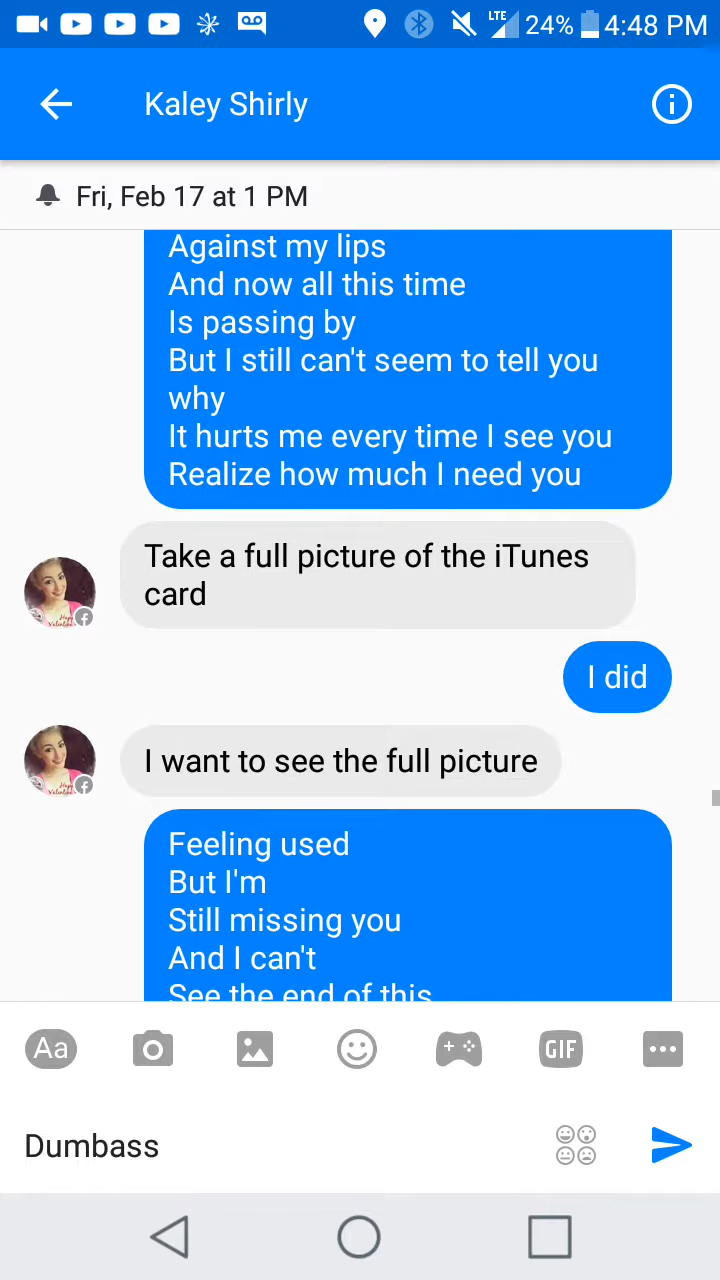 LTE 24% 4:48 PM
Kaley Shirly
Fri, Feb 17 at 1 PM
Against my lips
And now all this time
Is passing by
But I still can't seem to tell you
why
It hurts me every time I see you
Realize how much I need you
Take a full picture of the iTunes
card
I did
I want to see the full picture
Feeling used
But I'm
Still missing you
And I can't
See the end of this
Aa GIF
Dumbass